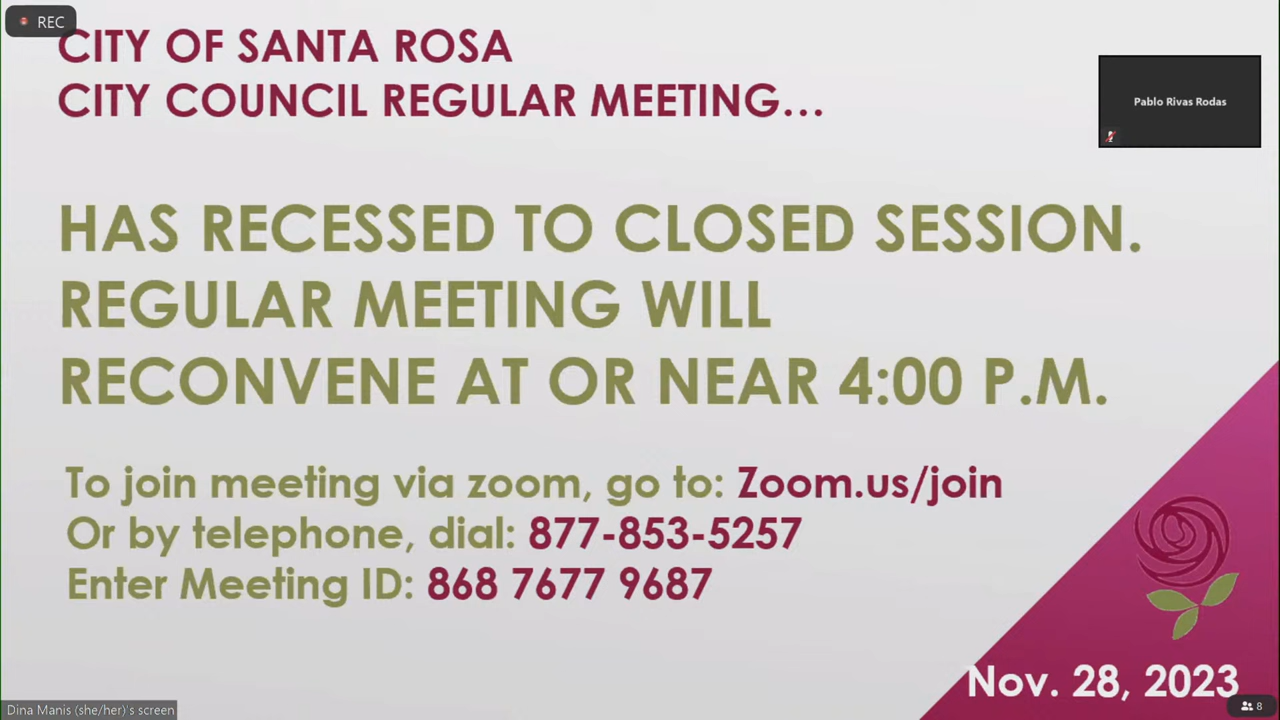 REC
CITY OF SANTA ROSA
CITY COUNCIL REGULAR MEETING...
Pablo Rivas Rodas
HAS RECESSED TO CLOSED SESSION.
REGULAR MEETING WILL
RECONVENE AT OR NEAR 4:00 P.M.
To join meeting via zoom, go to: Zoom.us/join
Or by telephone, dial: 877-853-5257
Enter Meeting ID: 868 7677 9687
Nov. 28, 2023
Dina Manis (she/her)'s screen
8